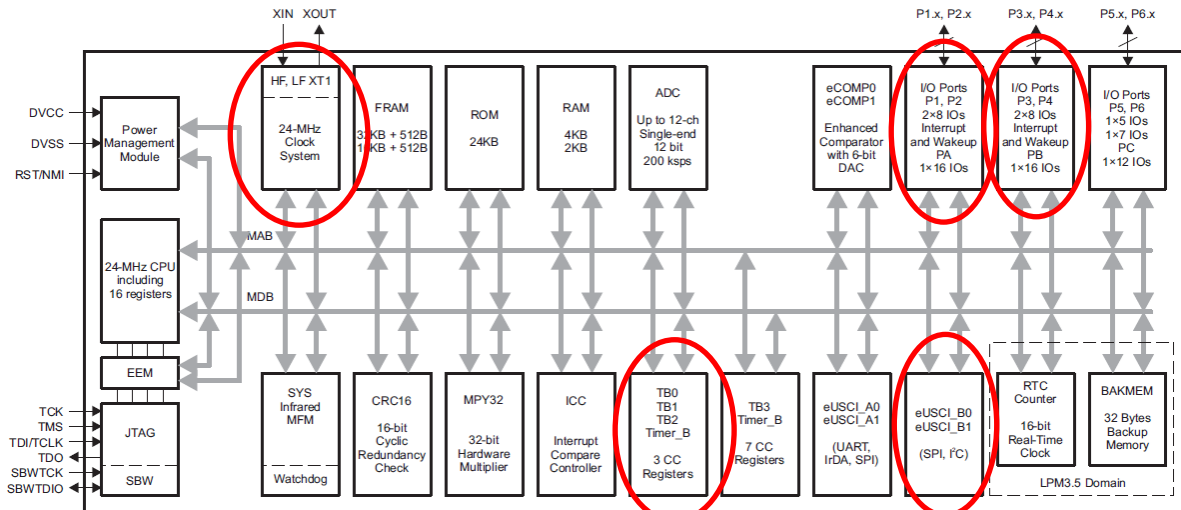 XIN
XOUT
P1.x, P2.x
P3.x, P4.x
P5.x, P6.x
DVCC
DVSS
RST/NMI
Power
Management
Module
HF, LF XT1
24-MHz
Clock
System
FRAM
32KB + 512B
16KB + 512B
ROM
24KB
RAM
4KB
2KB
ADC
Up to 12-ch
Single-end
12 bit
200 ksps
eCOMP0
eCOMP1
Enhanced
Comparator
with 6-bit
DAC
I/O Ports
P1, P2
2×8 IOs
Interrupt
and Wakeup
PA
1×16 IOs
I/O Ports
P3, P4
2×8 IOs
Interrupt
and Wakeup
PB
1×16 IOs
I/O Ports
P5, P6
1×5 IOs
1×7 IOs
PC
1×12 IOs
MAB
MDB
24-MHz CPU
including
16 registers
EEM
TCK
TMS
TDI/TCLK
TDO
SBWTCK
SBWTDIO
JTAG
SBW
SYS
Infrared
MFM
Watchdog
CRC16
16-bit
Cyclic
Redundancy
Check
MPY32
32-bit
Hardware
Multiplier
ICC
Interrupt
Compare
Controller
TB0
TB1
TB2
Timer_B
3 CC
Registers
TB3
Timer_B
7 CC
Registers
eUSCI_A0
eUSCI_A1
(UART,
IrDA, SPI)
eUSCI_B0
eUSCI_B1
(SPI, I²C)
RTC
Counter
16-bit
Real-Time
Clock
BAKMEM
32 Bytes
Backup
Memory
LPM3.5 Domain